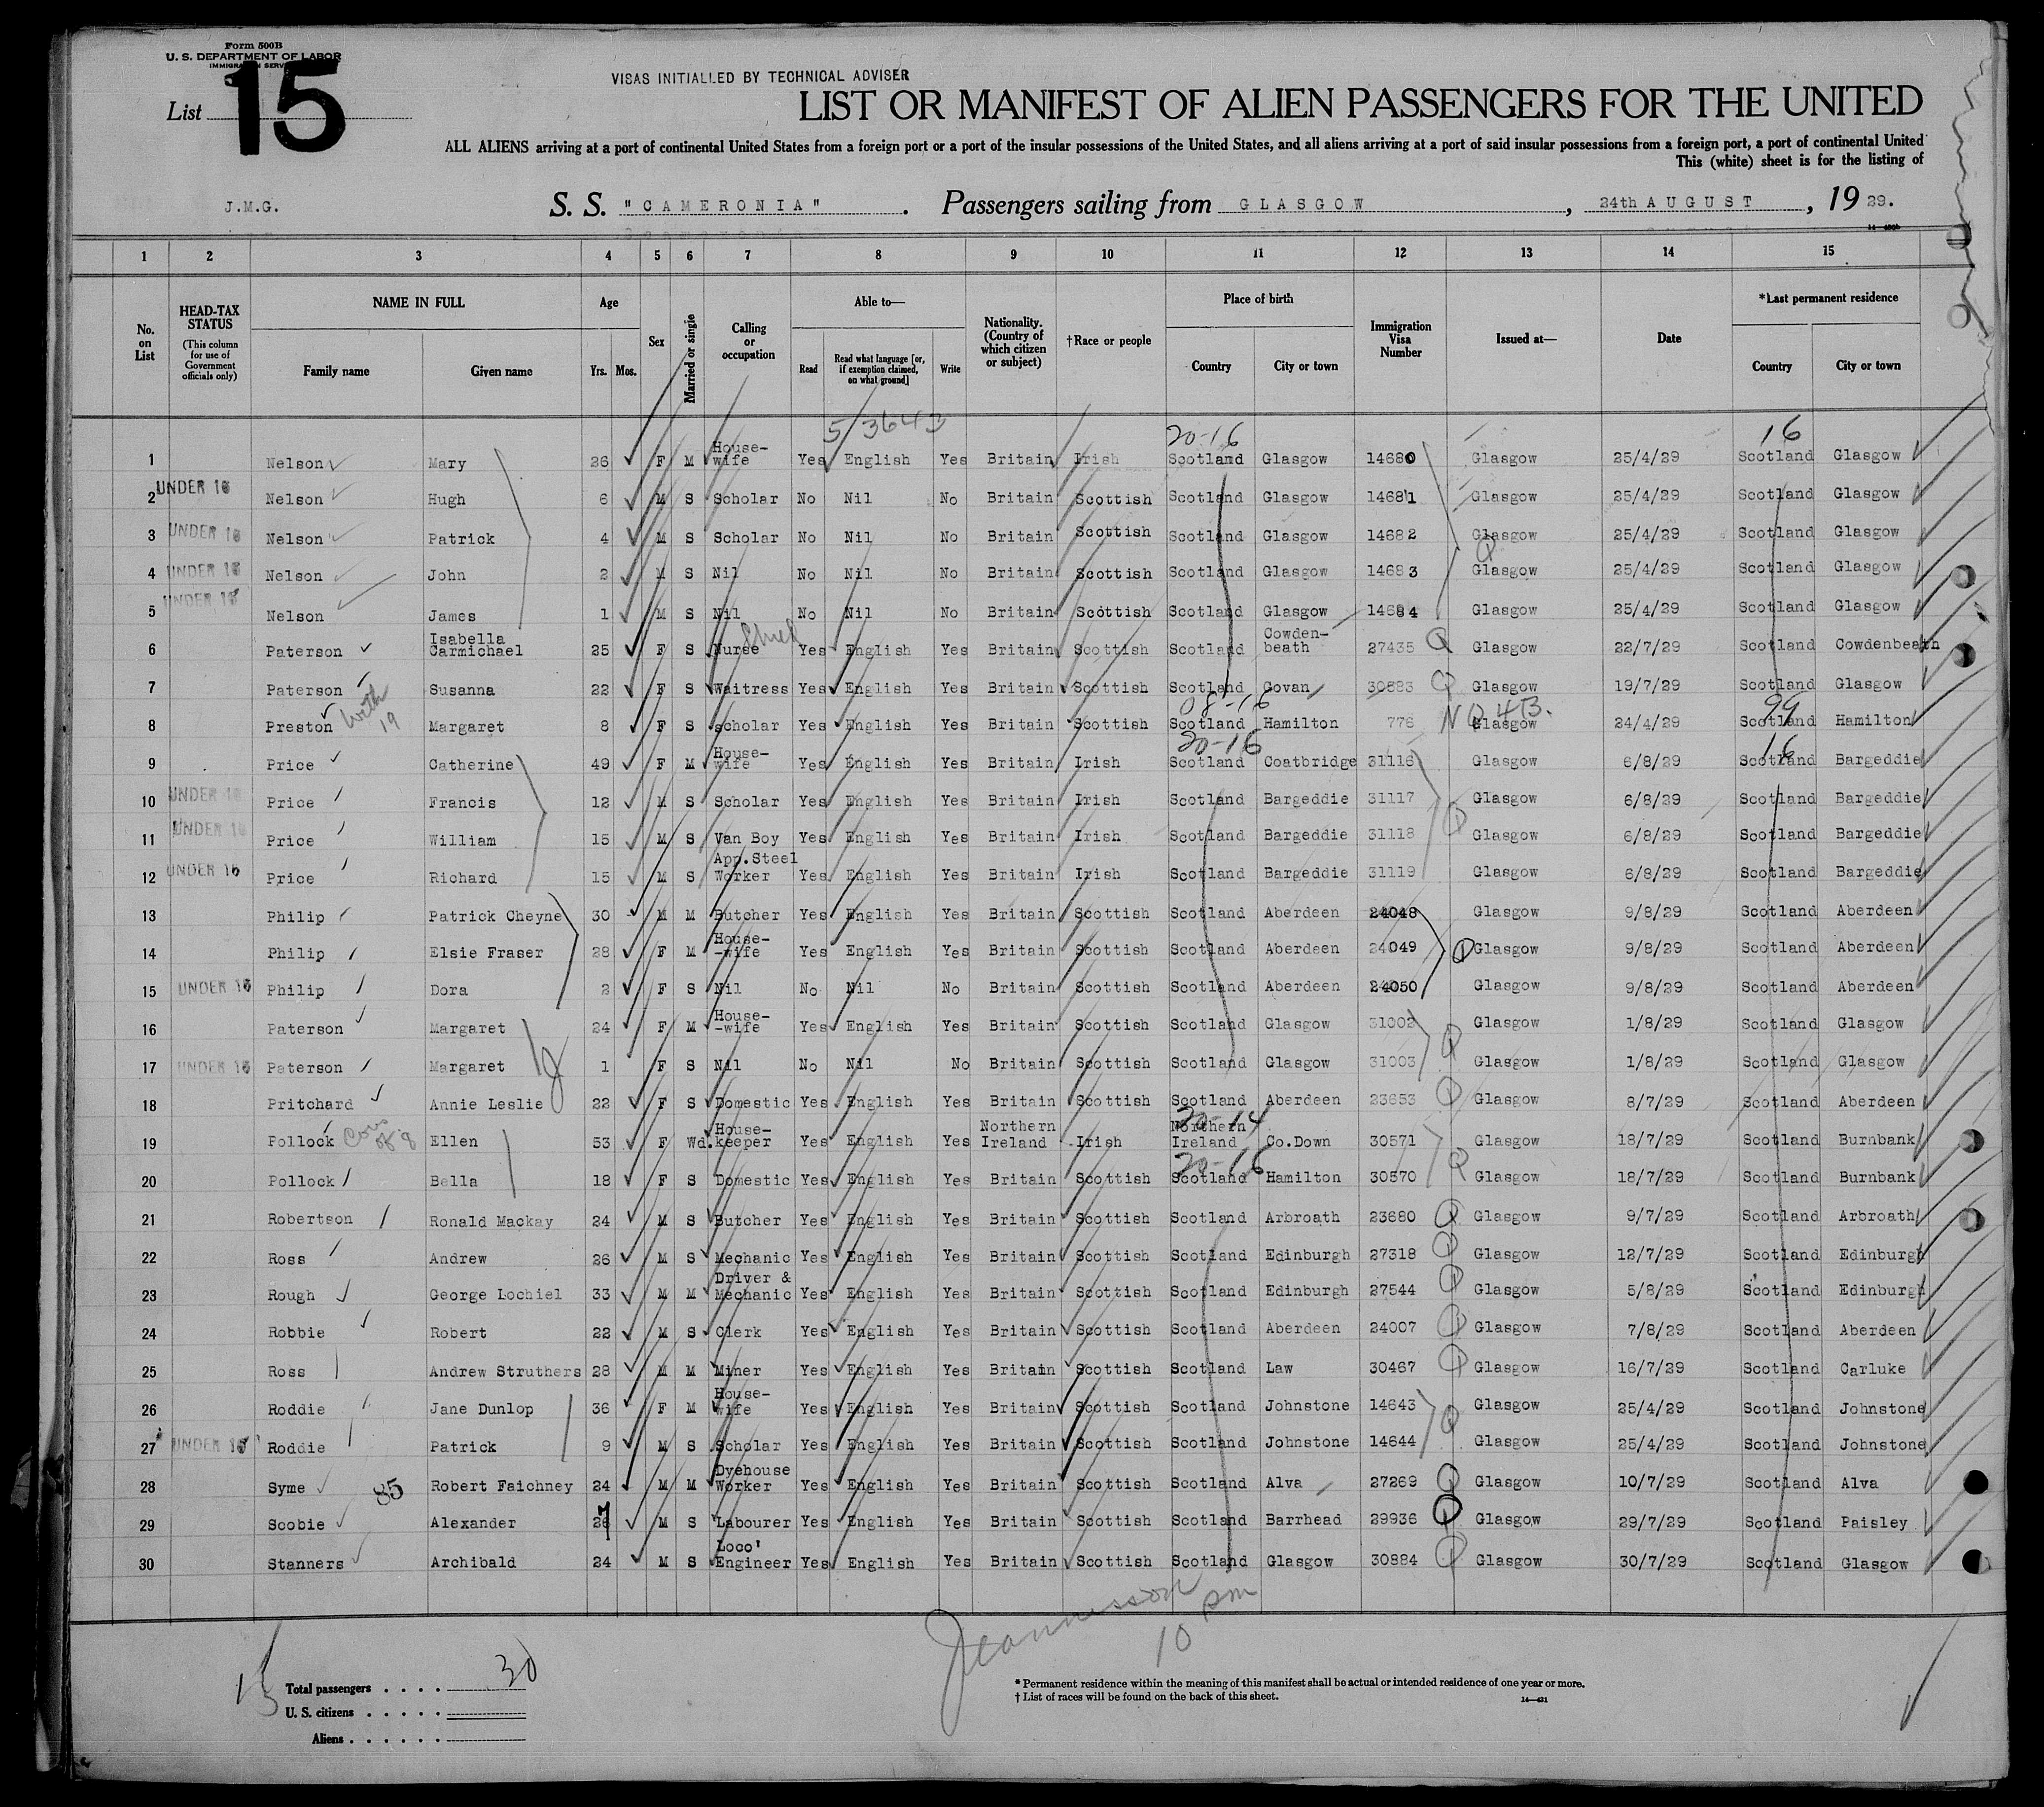 Form 500B
U. S. DEPARTMENT OF LABOR
IMMIGRATION SERVICE
List 15
VISAS INITIALLED BY TECHNICAL ADVISER
LIST OR MANIFEST OF ALIEN PASSENGERS FOR THE UNITED
ALL ALIENS arriving at a port of continental United States from a foreign port or a port of the insular possessions of the United States, and all aliens arriving at a port of said insular possessions from a foreign port, a port of continental United
This (white) sheet is for the listing of
J.M.G. S. S. "CAMERONIA". Passengers sailing from GLASGOW, 24th AUGUST, 19 29.
1 2 3 4 5 6 7 8 9 10 11 12 13 14 15
No. on List
HEAD-TAX STATUS (This column for use of Government officials only)
NAME IN FULL Family name Given name
Age Yrs. Mos.
Sex
Married or single
Calling or occupation
Able to— Read Read what language [or, if exemption claimed, on what ground] Write
Nationality. (Country of which citizen or subject)
†Race or people
Place of birth Country City or town
Immigration Visa Number
Issued at—
Date
*Last permanent residence Country City or town
5/3643 20-16 16
1 Nelson Mary 26 F M House-wife Yes English Yes Britain Irish Scotland Glasgow 14680 Glasgow 25/4/29 Scotland Glasgow
2 UNDER 16 Nelson Hugh 6 M S Scholar No Nil No Britain Scottish Scotland Glasgow 14681 Glasgow 25/4/29 Scotland Glasgow
3 UNDER 16 Nelson Patrick 4 M S Scholar No Nil No Britain Scottish Scotland Glasgow 14682 Glasgow 25/4/29 Scotland Glasgow
4 UNDER 16 Nelson John 2 M S Nil No Nil No Britain Scottish Scotland Glasgow 14683 Glasgow 25/4/29 Scotland Glasgow
5 UNDER 16 Nelson James 1 M S Nil No Nil No Britain Scottish Scotland Glasgow 14684 Glasgow 25/4/29 Scotland Glasgow
6 Paterson Isabella Carmichael 25 F S Nurse Yes English Yes Britain Scottish Scotland Cowden-beath 27435 Glasgow 22/7/29 Scotland Cowdenbeath
7 Paterson Susanna 22 F S Waitress Yes English Yes Britain Scottish Scotland Govan 30883 Glasgow 19/7/29 Scotland Glasgow
With 19 08-16 NQ 4B. 99
8 Preston Margaret 8 F S scholar Yes English Yes Britain Scottish Scotland Hamilton 776 Glasgow 24/4/29 Scotland Hamilton
20-16 16
9 Price Catherine 49 F M House-wife Yes English Yes Britain Irish Scotland Coatbridge 31116 Glasgow 6/8/29 Scotland Bargeddie
10 UNDER 16 Price Francis 12 M S Scholar Yes English Yes Britain Irish Scotland Bargeddie 31117 Glasgow 6/8/29 Scotland Bargeddie
11 UNDER 16 Price William 15 M S Van Boy Yes English Yes Britain Irish Scotland Bargeddie 31118 Glasgow 6/8/29 Scotland Bargeddie
12 UNDER 16 Price Richard 15 M S App.Steel Worker Yes English Yes Britain Irish Scotland Bargeddie 31119 Glasgow 6/8/29 Scotland Bargeddie
13 Philip Patrick Cheyne 30 M M Butcher Yes English Yes Britain Scottish Scotland Aberdeen 24048 Glasgow 9/8/29 Scotland Aberdeen
14 Philip Elsie Fraser 28 F M House--wife Yes English Yes Britain Scottish Scotland Aberdeen 24049 Glasgow 9/8/29 Scotland Aberdeen
15 UNDER 16 Philip Dora 2 F S Nil No Nil No Britain Scottish Scotland Aberdeen 24050 Glasgow 9/8/29 Scotland Aberdeen
16 Paterson Margaret 24 F M House--wife Yes English Yes Britain Scottish Scotland Glasgow 31002 Glasgow 1/8/29 Scotland Glasgow
17 UNDER 16 Paterson Margaret 1 F S Nil No Nil No Britain Scottish Scotland Glasgow 31003 Glasgow 1/8/29 Scotland Glasgow
18 Pritchard Annie Leslie 22 F S Domestic Yes English Yes Britain Scottish Scotland Aberdeen 23653 Glasgow 8/7/29 Scotland Aberdeen
20-14
19 Pollock Ellen 53 F Wd. House-keeper Yes English Yes Northern Ireland Irish Northern Ireland Co.Down 30571 Glasgow 18/7/29 Scotland Burnbank
20-16
20 Pollock Bella 18 F S Domestic Yes English Yes Britain Scottish Scotland Hamilton 30570 Glasgow 18/7/29 Scotland Burnbank
21 Robertson Ronald Mackay 24 M S Butcher Yes English Yes Britain Scottish Scotland Arbroath 23680 Glasgow 9/7/29 Scotland Arbroath
22 Ross Andrew 26 M S Mechanic Yes English Yes Britain Scottish Scotland Edinburgh 27318 Glasgow 12/7/29 Scotland Edinburgh
23 Rough George Lochiel 33 M M Driver & Mechanic Yes English Yes Britain Scottish Scotland Edinburgh 27544 Glasgow 5/8/29 Scotland Edinburgh
24 Robbie Robert 22 M S Clerk Yes English Yes Britain Scottish Scotland Aberdeen 24007 Glasgow 7/8/29 Scotland Aberdeen
25 Ross Andrew Struthers 28 M M Miner Yes English Yes Britain Scottish Scotland Law 30467 Glasgow 16/7/29 Scotland Carluke
26 Roddie Jane Dunlop 36 F M House-wife Yes English Yes Britain Scottish Scotland Johnstone 14643 Glasgow 25/4/29 Scotland Johnstone
27 UNDER 16 Roddie Patrick 9 M S Scholar Yes English Yes Britain Scottish Scotland Johnstone 14644 Glasgow 25/4/29 Scotland Johnstone
28 Syme 85 Robert Faichney 24 M M Dyehouse Worker Yes English Yes Britain Scottish Scotland Alva 27269 Glasgow 10/7/29 Scotland Alva
29 Scobie Alexander M S Labourer Yes English Yes Britain Scottish Scotland Barrhead 29936 Glasgow 29/7/29 Scotland Paisley
30 Stanners Archibald 24 M S Loco' Engineer Yes English Yes Britain Scottish Scotland Glasgow 30884 Glasgow 30/7/29 Scotland Glasgow
10 pm
Total passengers . . . . 30
U. S. citizens . . . . .
Aliens . . . . . .
* Permanent residence within the meaning of this manifest shall be actual or intended residence of one year or more.
† List of races will be found on the back of this sheet. 14—421